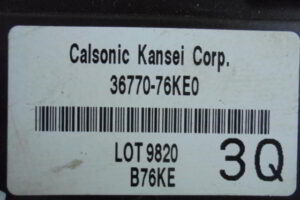 Calsonic Kansei Corp.
36770-76KE0
LOT 9820
B76KE
3Q